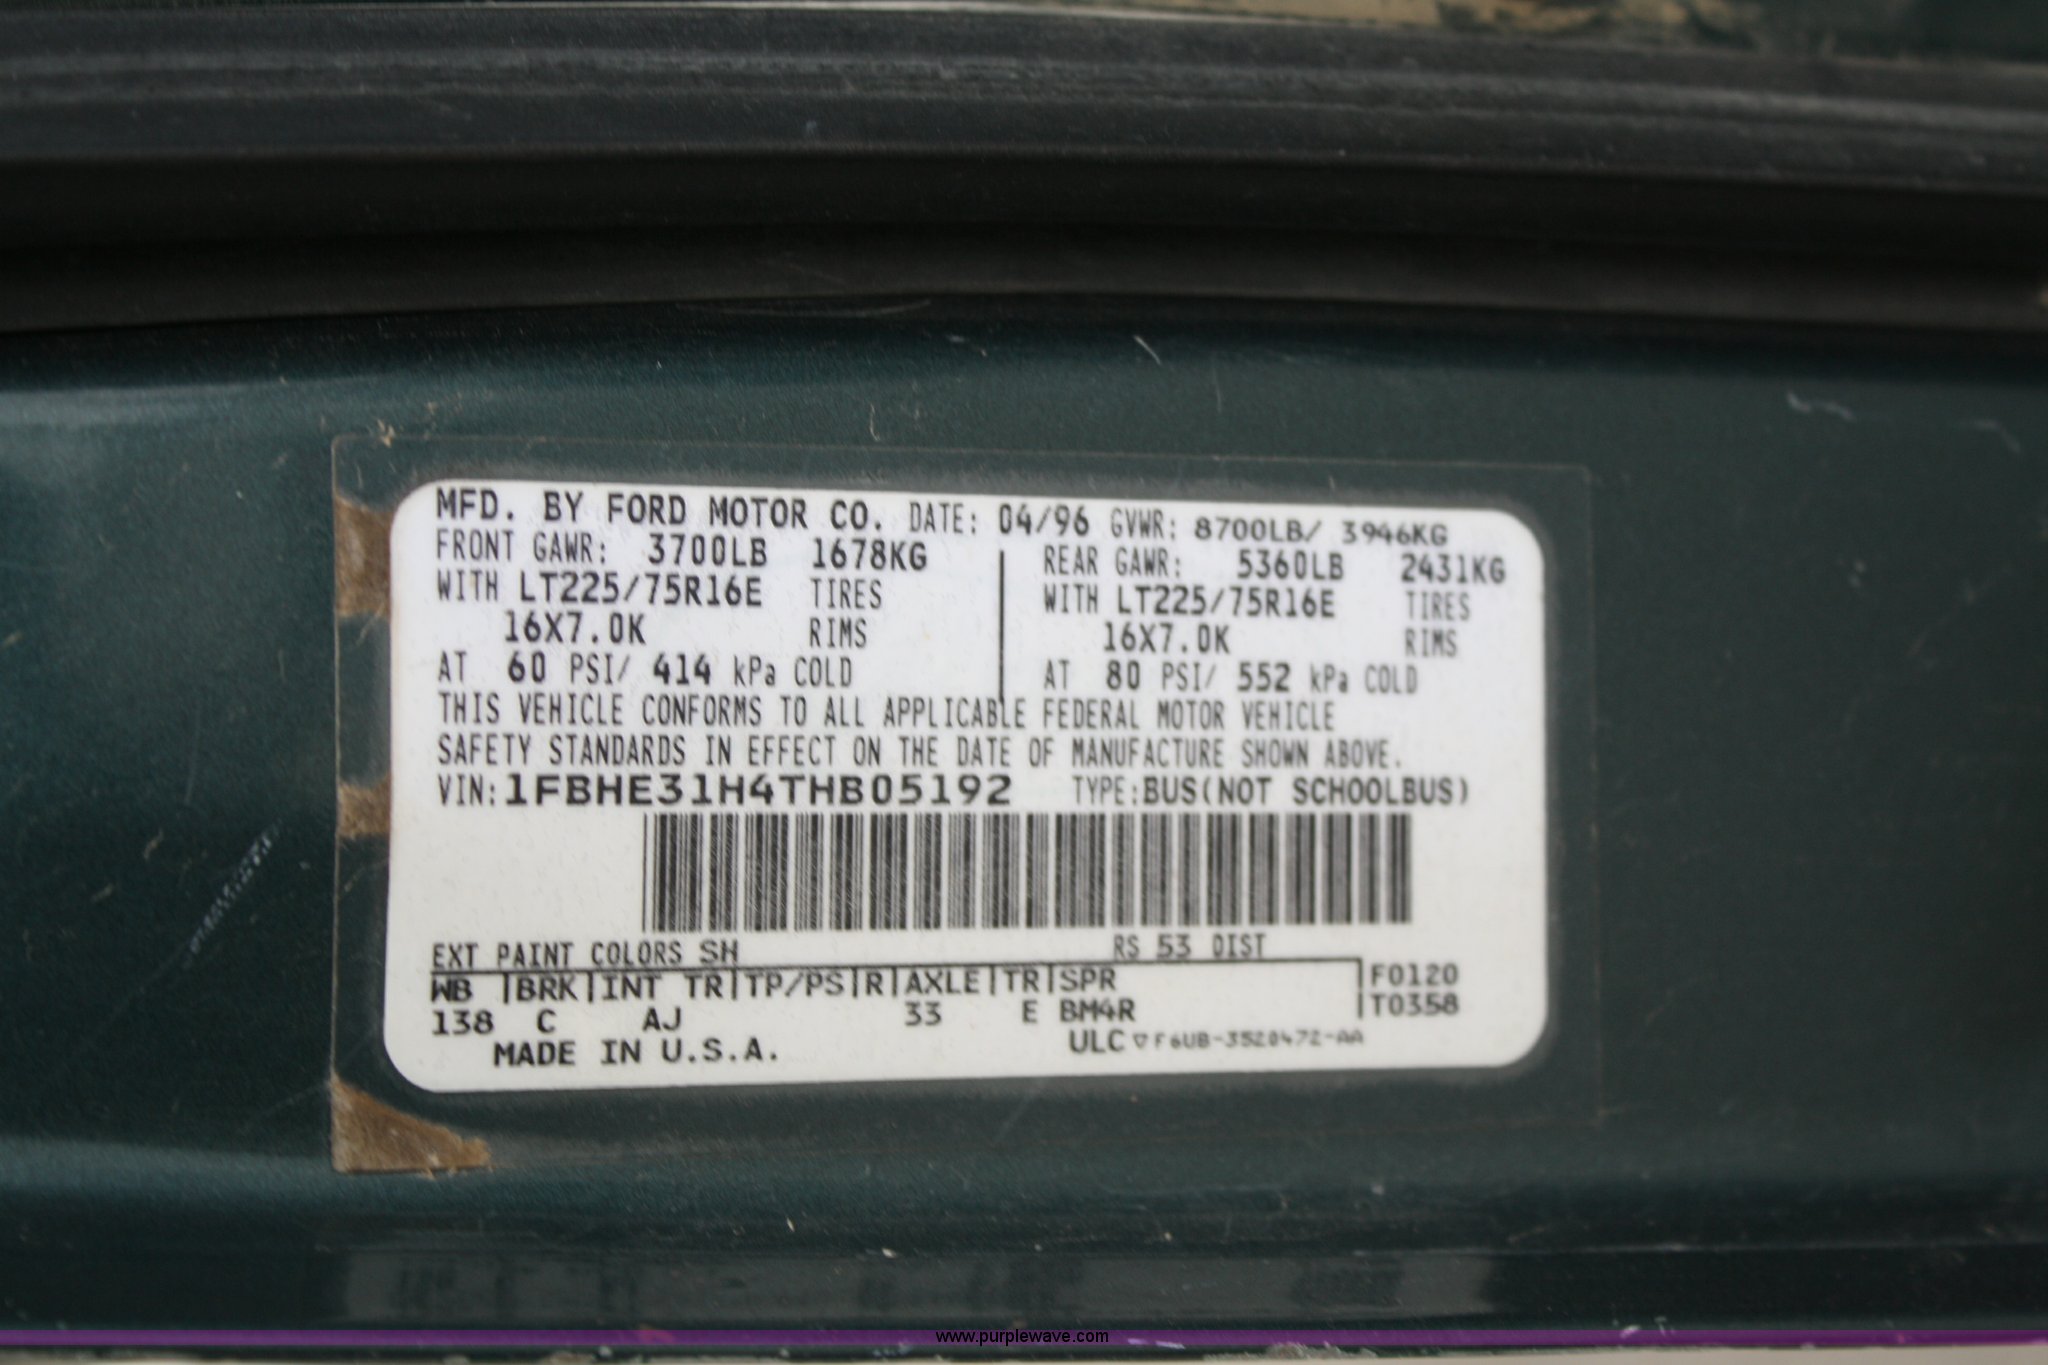 MFD. BY FORD MOTOR CO. DATE: 04/96 GVWR: 8700LB/ 3946KG
FRONT GAWR: 3700LB 1678KG
WITH LT225/75R16E TIRES
16X7.0K RIMS
AT 60 PSI/ 414 kPa COLD
REAR GAWR: 5360LB 2431KG
WITH LT225/75R16E TIRES
16X7.0K RIMS
AT 80 PSI/ 552 kPa COLD
THIS VEHICLE CONFORMS TO ALL APPLICABLE FEDERAL MOTOR VEHICLE
SAFETY STANDARDS IN EFFECT ON THE DATE OF MANUFACTURE SHOWN ABOVE.
VIN: 1FBHE31H4THB05192 TYPE: BUS(NOT SCHOOLBUS)
EXT PAINT COLORS SH RS 53 DIST
WB |BRK|INT TR|TP/PS|R|AXLE|TR|SPR F0120
138 C AJ 33 E BM4R T0358
MADE IN U.S.A. ULC ▽ F6UB-3520472-AA
www.purplewave.com